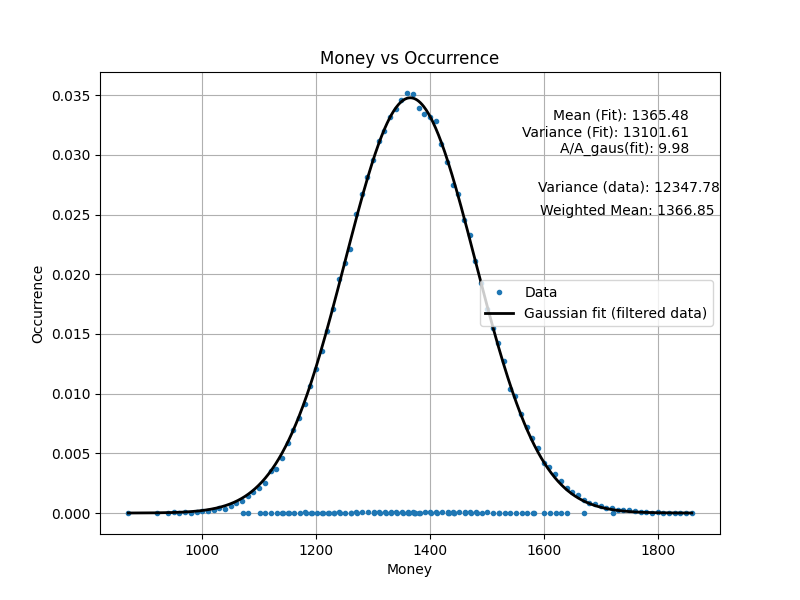 Money vs Occurrence
0.035
0.030
0.025
0.020
0.015
0.010
0.005
0.000
Occurrence
Mean (Fit): 1365.48
Variance (Fit): 13101.61
A/A_gaus(fit): 9.98
Variance (data): 12347.78
Weighted Mean: 1366.85
Data
Gaussian fit (filtered data)
1000 1200 1400 1600 1800
Money